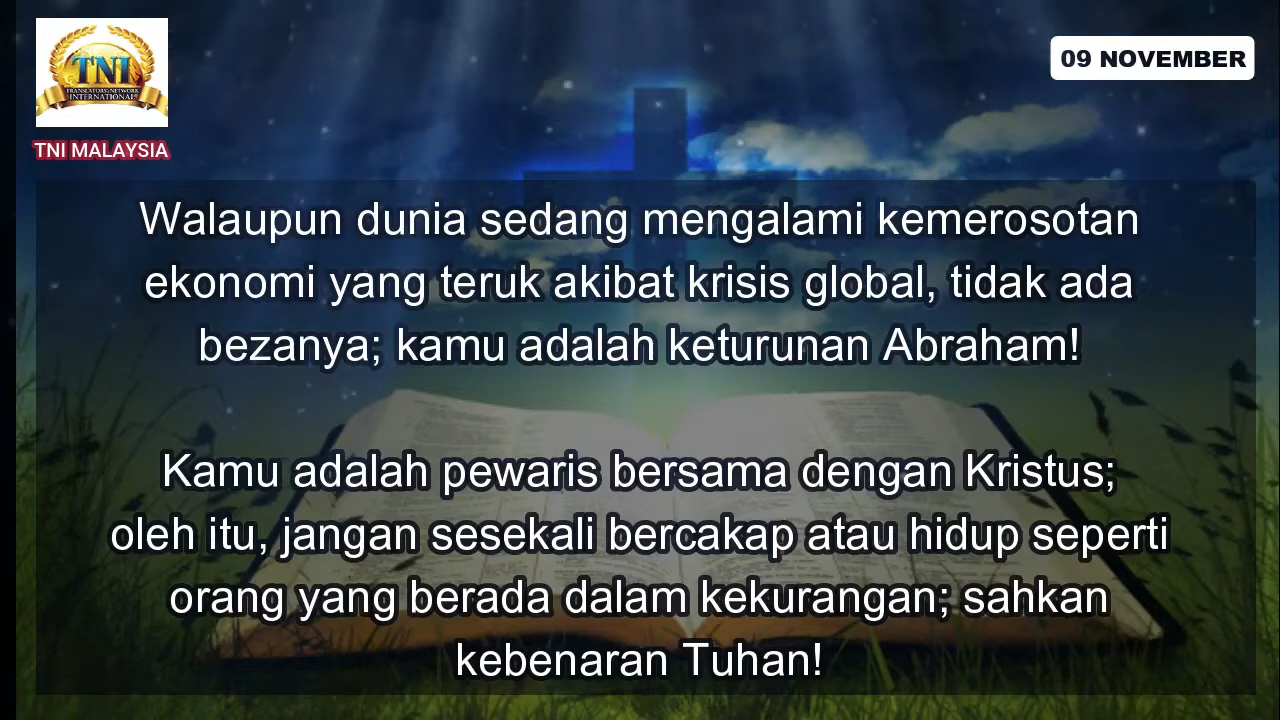 TNI
TRANSLATORS' NETWORK
INTERNATIONAL
TNI MALAYSIA
09 NOVEMBER
Walaupun dunia sedang mengalami kemerosotan
ekonomi yang teruk akibat krisis global, tidak ada
bezanya; kamu adalah keturunan Abraham!
Kamu adalah pewaris bersama dengan Kristus;
oleh itu, jangan sesekali bercakap atau hidup seperti
orang yang berada dalam kekurangan; sahkan
kebenaran Tuhan!